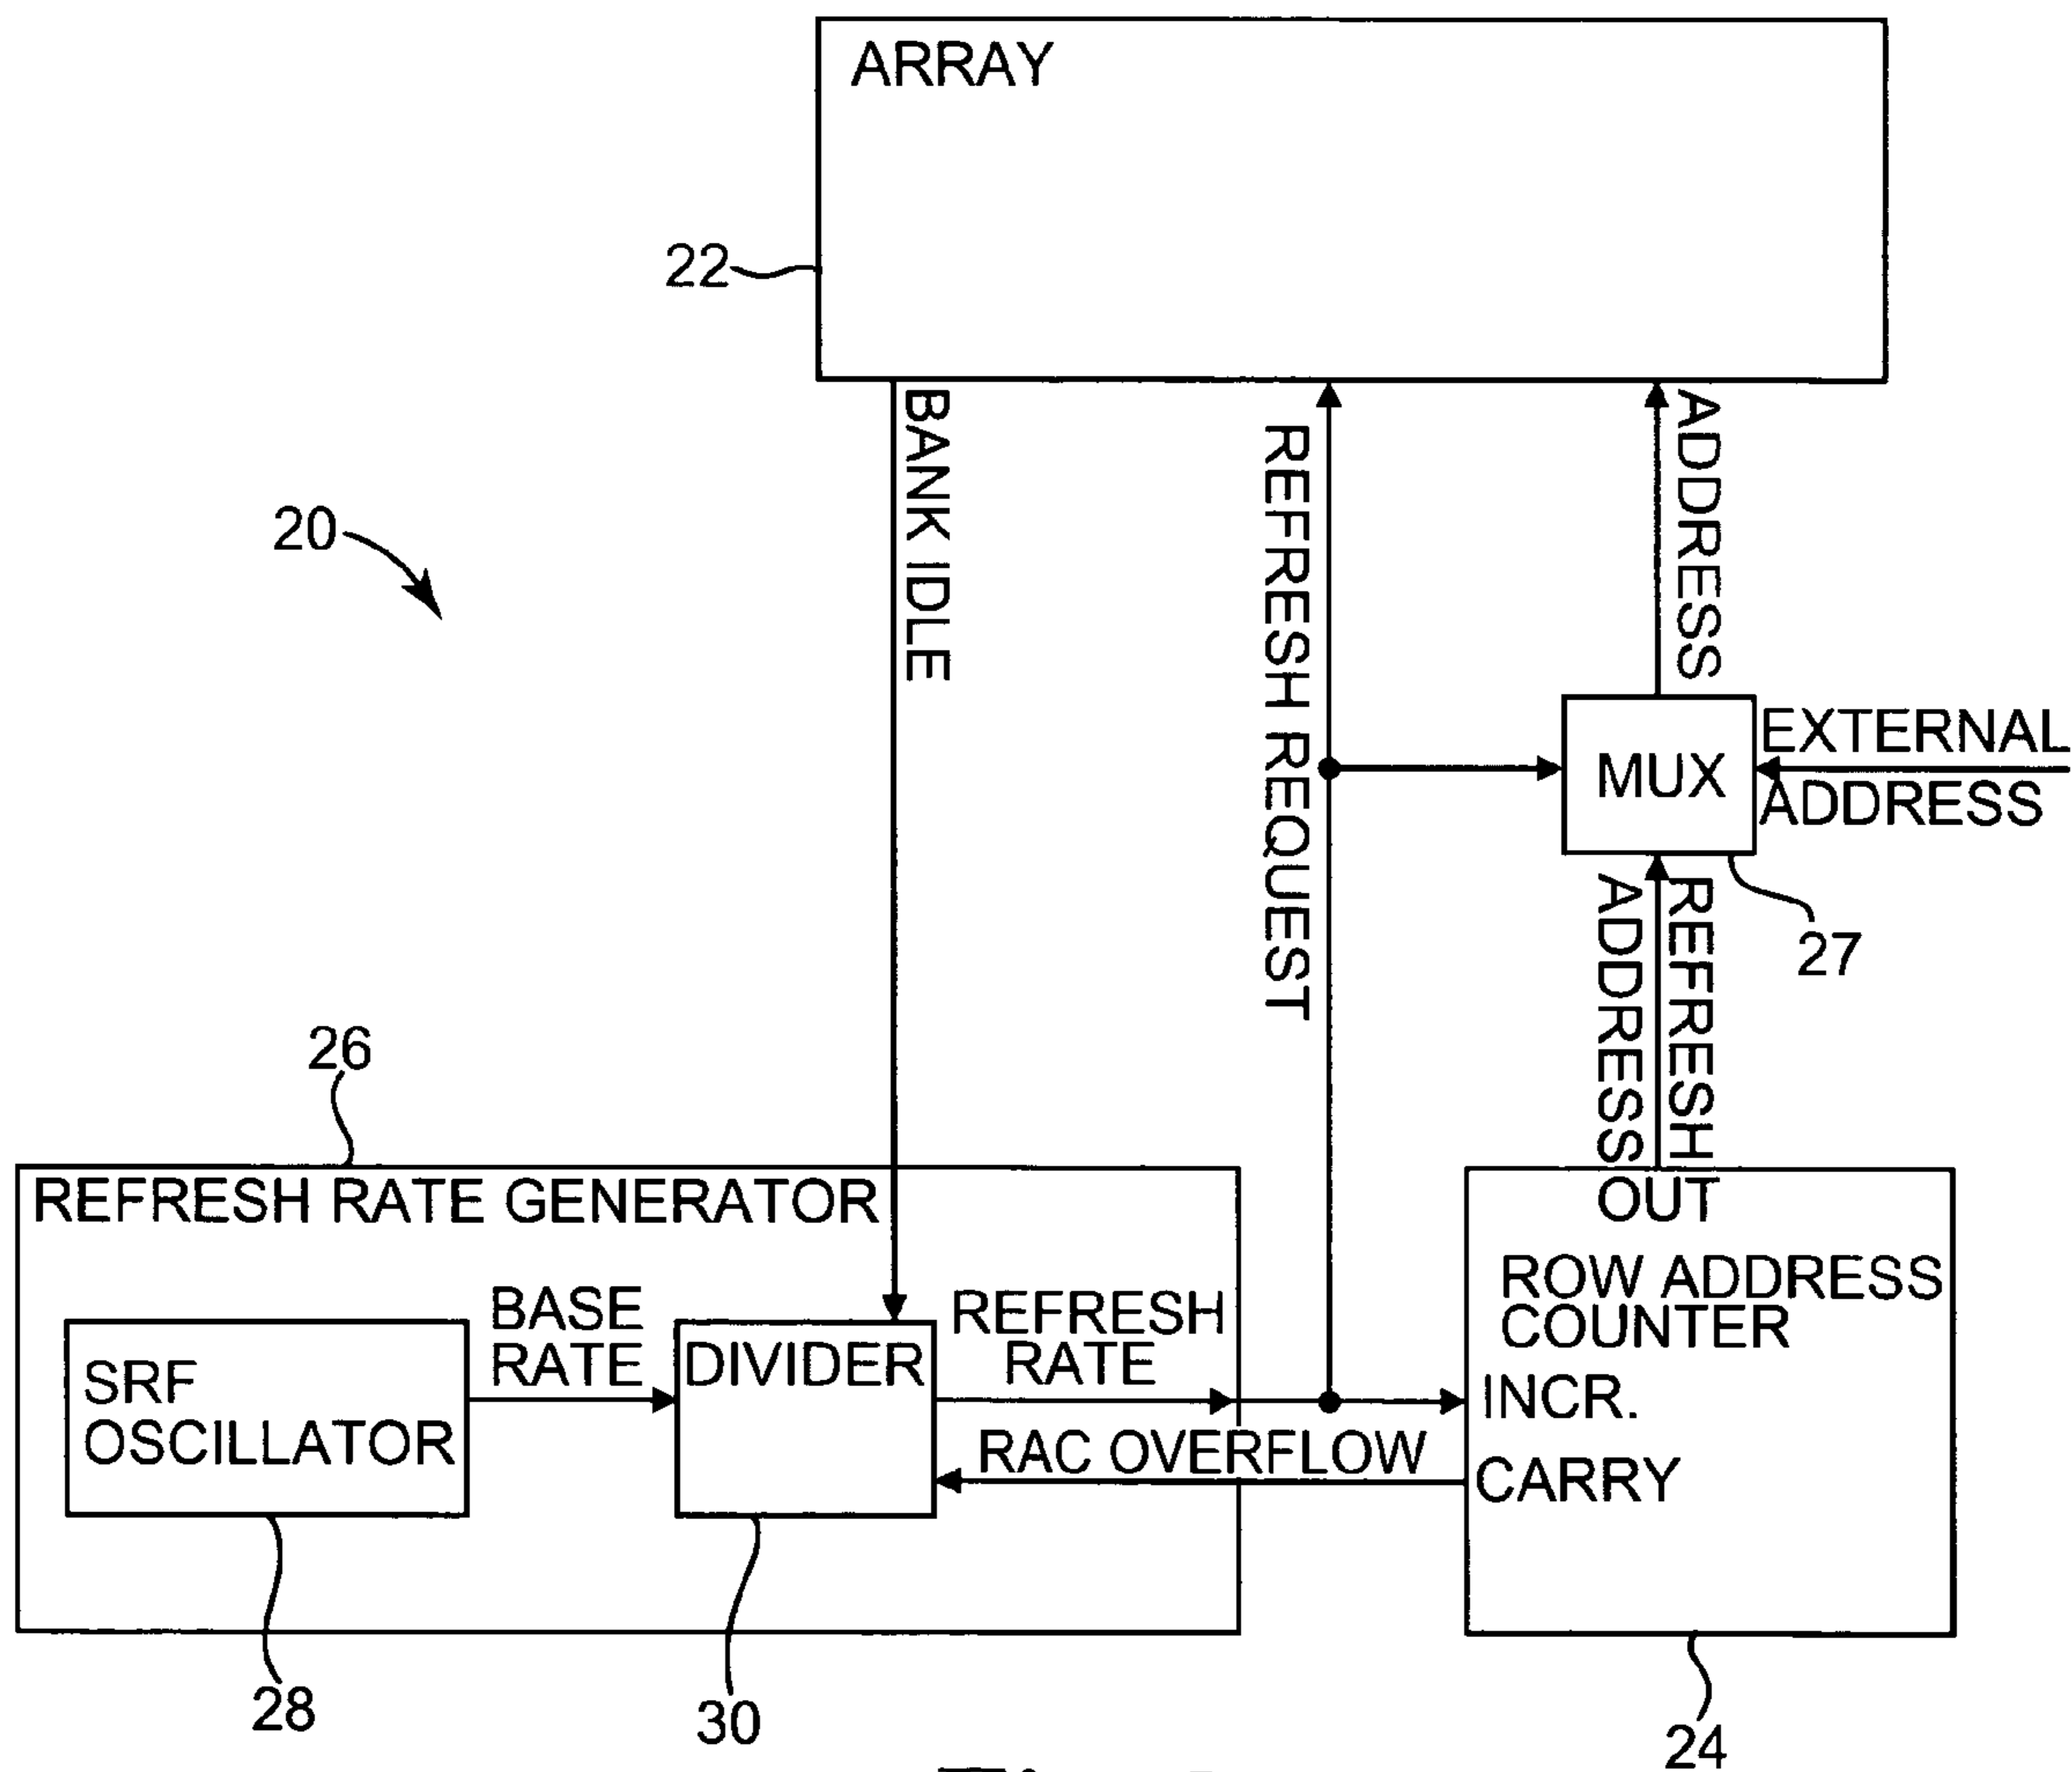 ARRAY
22
BANK IDLE
REFRESH REQUEST
ADDRESS
20
MUX
EXTERNAL
ADDRESS
27
REFRESH
ADDRESS
26
REFRESH RATE GENERATOR
OUT
ROW ADDRESS
COUNTER
BASE
RATE
REFRESH
RATE
SRF
OSCILLATOR
DIVIDER
INCR.
RAC OVERFLOW
CARRY
28
30
24